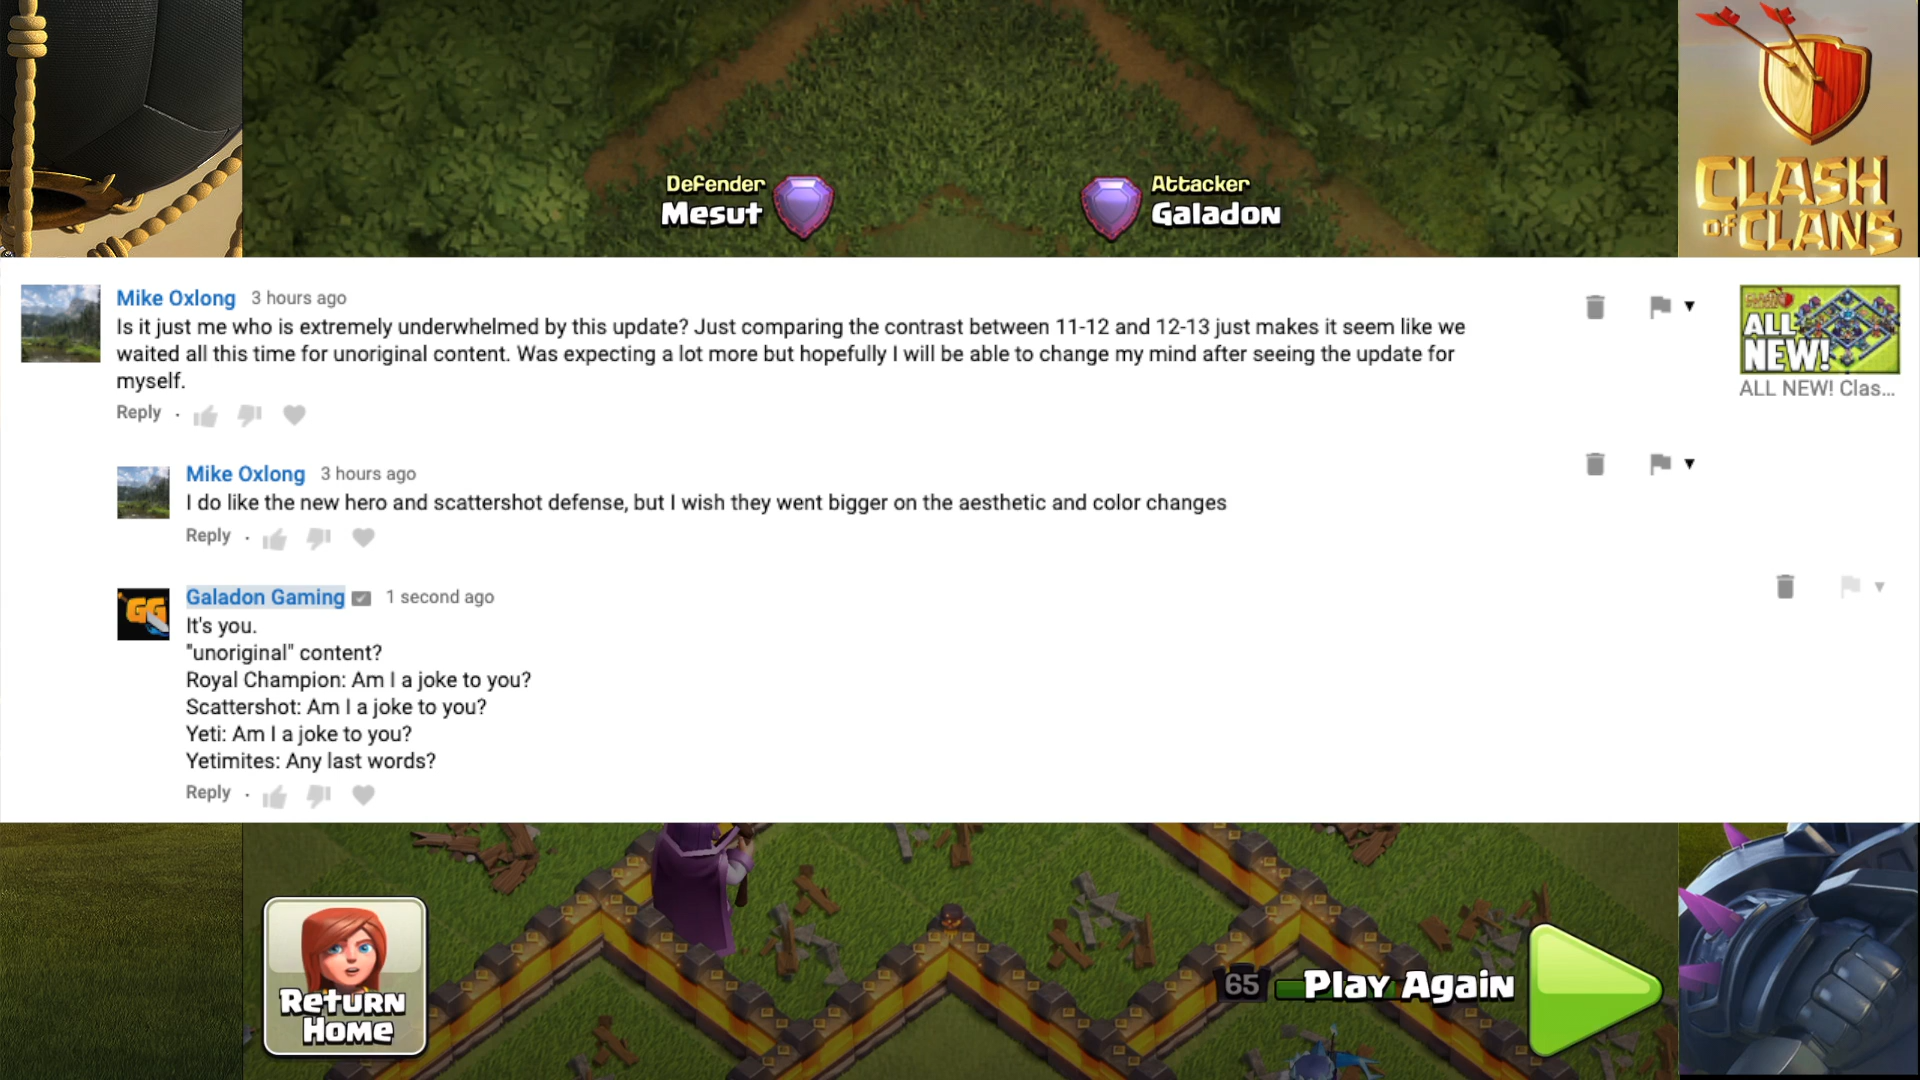 Defender
Mesut
Attacker
Galadon
CLASH
OF CLANS
Mike Oxlong 3 hours ago
Is it just me who is extremely underwhelmed by this update? Just comparing the contrast between 11-12 and 12-13 just makes it seem like we
waited all this time for unoriginal content. Was expecting a lot more but hopefully I will be able to change my mind after seeing the update for
myself.
Reply ·
ALL
NEW!
ALL NEW! Clas...
Mike Oxlong 3 hours ago
I do like the new hero and scattershot defense, but I wish they went bigger on the aesthetic and color changes
Reply ·
GG
Galadon Gaming 1 second ago
It's you.
"unoriginal" content?
Royal Champion: Am I a joke to you?
Scattershot: Am I a joke to you?
Yeti: Am I a joke to you?
Yetimites: Any last words?
Reply ·
Return
Home
65
Play Again